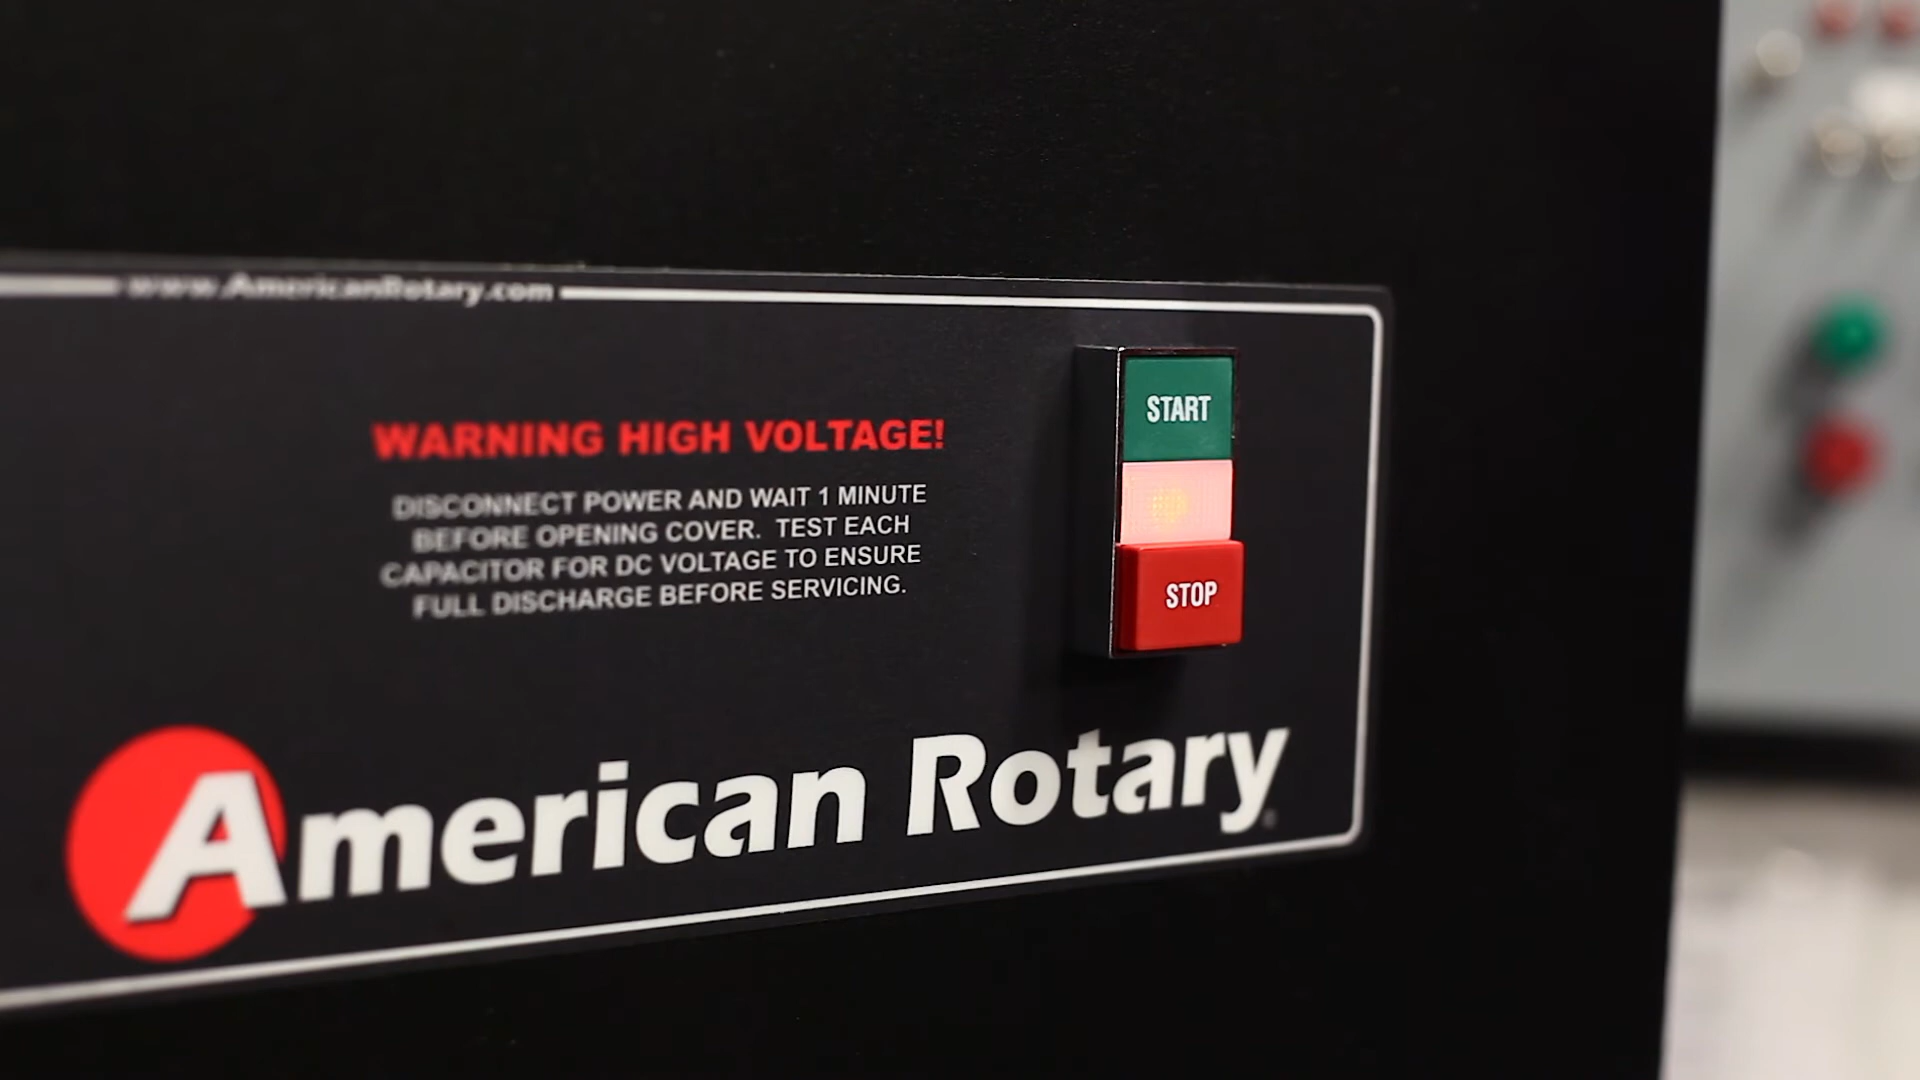 www.AmericanRotary.com
WARNING HIGH VOLTAGE!
DISCONNECT POWER AND WAIT 1 MINUTE
BEFORE OPENING COVER. TEST EACH
CAPACITOR FOR DC VOLTAGE TO ENSURE
FULL DISCHARGE BEFORE SERVICING.
START
STOP
American Rotary